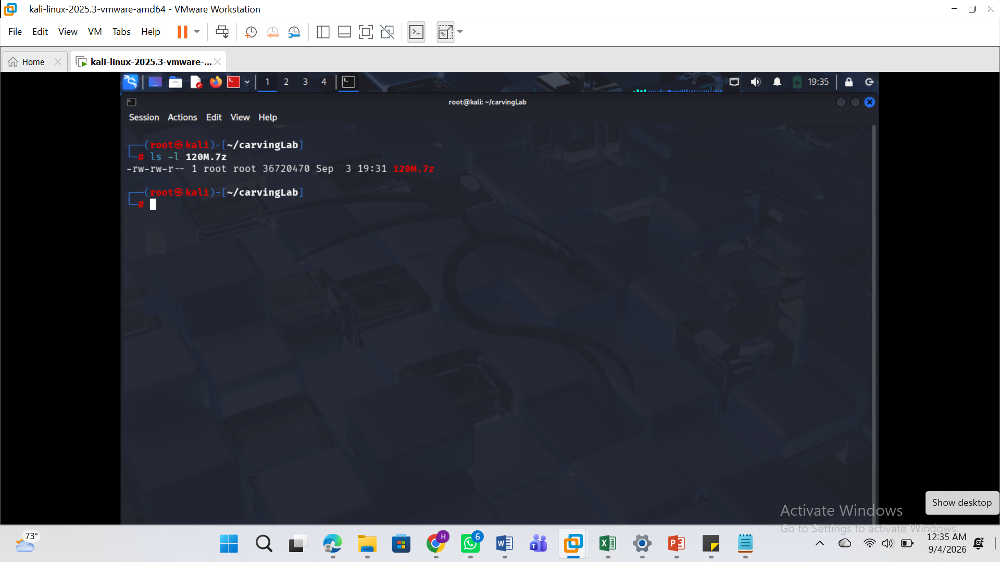 kali-linux-2025.3-vmware-amd64 - VMware Workstation
File Edit View VM Tabs Help
Home
kali-linux-2025.3-vmware-...
1 2 3 4
19:35
root@kali: ~/carvingLab
Session Actions Edit View Help
┌──(root㉿kali)-[~/carvingLab]
└─# ls -l 120M.7z
-rw-rw-r-- 1 root root 36720470 Sep  3 19:31 120M.7z
┌──(root㉿kali)-[~/carvingLab]
└─#
Show desktop
Activate Windows
Go to Settings to activate Windows.
73°
H
6
12:35 AM
9/4/2026